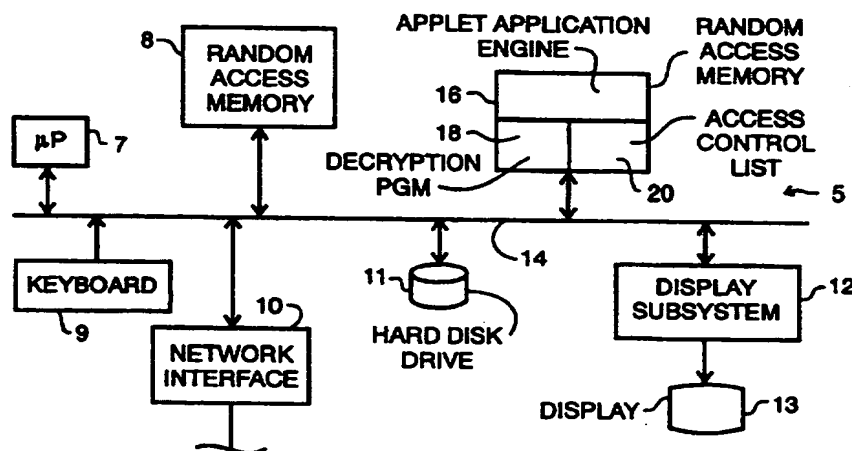 8
RANDOM
ACCESS
MEMORY
APPLET APPLICATION
ENGINE
RANDOM
ACCESS
MEMORY
16
18
DECRYPTION
PGM
20
ACCESS
CONTROL
LIST
5
μP
7
14
KEYBOARD
9
10
NETWORK
INTERFACE
11
HARD DISK
DRIVE
DISPLAY
SUBSYSTEM
12
DISPLAY
13